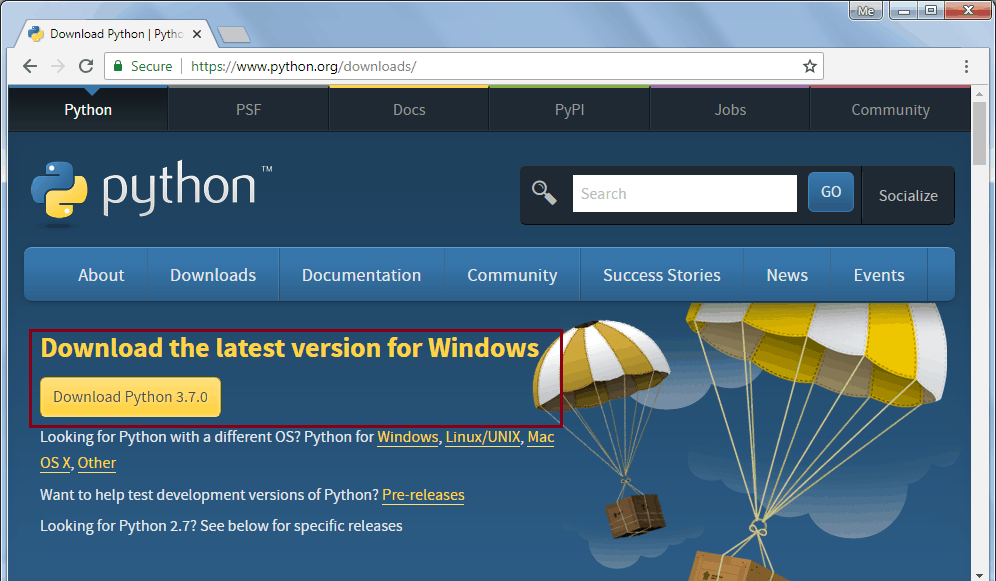 Me
Download Python | Pytho
Secure
https://www.python.org/downloads/
Python PSF Docs PyPI Jobs Community
python™
Search
GO
Socialize
About Downloads Documentation Community Success Stories News Events
Download the latest version for Windows
Download Python 3.7.0
Looking for Python with a different OS? Python for Windows, Linux/UNIX, Mac
OS X, Other
Want to help test development versions of Python? Pre-releases
Looking for Python 2.7? See below for specific releases